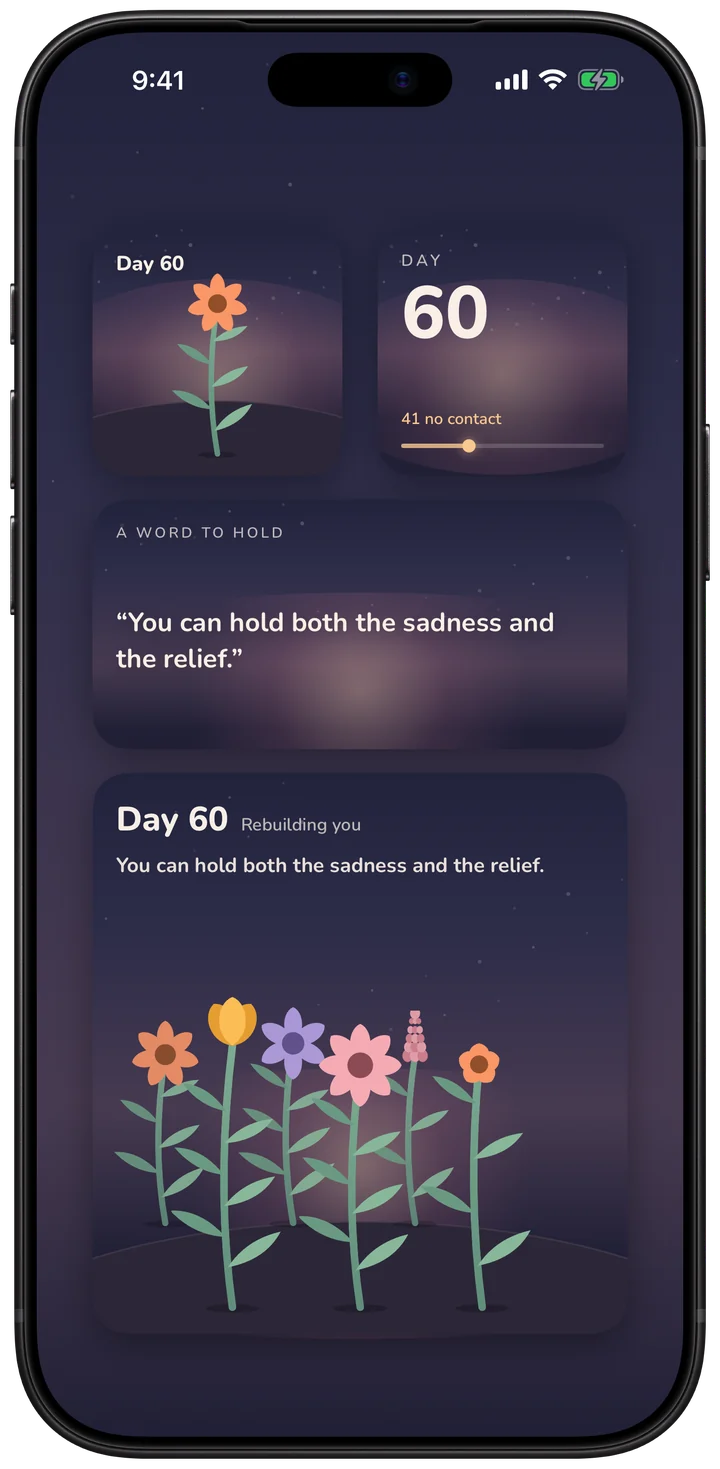 9:41
Day 60
DAY
60
41 no contact
A WORD TO HOLD
“You can hold both the sadness and
the relief.”
Day 60 Rebuilding you
You can hold both the sadness and the relief.